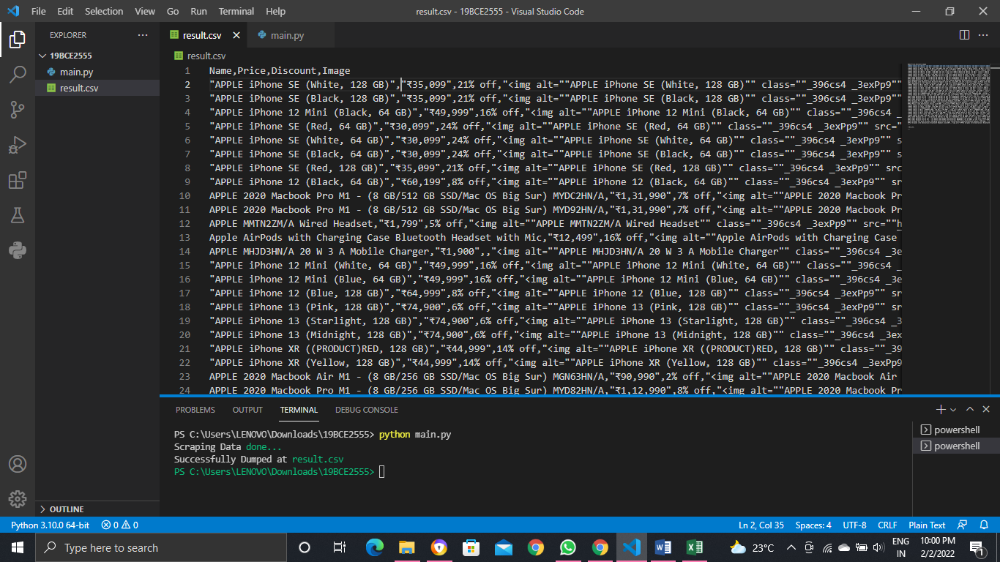 File Edit Selection View Go Run Terminal Help
result.csv - 19BCE2555 - Visual Studio Code
EXPLORER
19BCE2555
main.py
result.csv
OUTLINE
result.csv
main.py
result.csv
1 Name,Price,Discount,Image
2 "APPLE iPhone SE (White, 128 GB)","₹35,099",21% off,"<img alt=""APPLE iPhone SE (White, 128 GB)"" class=""_396cs4 _3exPp9""
3 "APPLE iPhone SE (Black, 128 GB)","₹35,099",21% off,"<img alt=""APPLE iPhone SE (Black, 128 GB)"" class=""_396cs4 _3exPp9""
4 "APPLE iPhone 12 Mini (Black, 64 GB)","₹49,999",16% off,"<img alt=""APPLE iPhone 12 Mini (Black, 64 GB)"" class=""_396cs4 _
5 "APPLE iPhone SE (Red, 64 GB)","₹30,099",24% off,"<img alt=""APPLE iPhone SE (Red, 64 GB)"" class=""_396cs4 _3exPp9"" src=""
6 "APPLE iPhone SE (White, 64 GB)","₹30,099",24% off,"<img alt=""APPLE iPhone SE (White, 64 GB)"" class=""_396cs4 _3exPp9"" s
7 "APPLE iPhone SE (Black, 64 GB)","₹30,099",24% off,"<img alt=""APPLE iPhone SE (Black, 64 GB)"" class=""_396cs4 _3exPp9"" s
8 "APPLE iPhone SE (Red, 128 GB)","₹35,099",21% off,"<img alt=""APPLE iPhone SE (Red, 128 GB)"" class=""_396cs4 _3exPp9"" src
9 "APPLE iPhone 12 (Black, 64 GB)","₹60,199",8% off,"<img alt=""APPLE iPhone 12 (Black, 64 GB)"" class=""_396cs4 _3exPp9"" sr
10 APPLE 2020 Macbook Pro M1 - (8 GB/512 GB SSD/Mac OS Big Sur) MYDC2HN/A,"₹1,31,990",7% off,"<img alt=""APPLE 2020 Macbook Pr
11 APPLE 2020 Macbook Pro M1 - (8 GB/512 GB SSD/Mac OS Big Sur) MYD92HN/A,"₹1,31,990",7% off,"<img alt=""APPLE 2020 Macbook Pr
12 APPLE MMTN2ZM/A Wired Headset,"₹1,799",5% off,"<img alt=""APPLE MMTN2ZM/A Wired Headset"" class=""_396cs4 _3exPp9"" src=""h
13 Apple AirPods with Charging Case Bluetooth Headset with Mic,"₹12,499",16% off,"<img alt=""Apple AirPods with Charging Case
14 APPLE MHJD3HN/A 20 W 3 A Mobile Charger,"₹1,900",,"<img alt=""APPLE MHJD3HN/A 20 W 3 A Mobile Charger"" class=""_396cs4 _3e
15 "APPLE iPhone 12 Mini (White, 64 GB)","₹49,999",16% off,"<img alt=""APPLE iPhone 12 Mini (White, 64 GB)"" class=""_396cs4 _
16 "APPLE iPhone 12 Mini (Blue, 64 GB)","₹49,999",16% off,"<img alt=""APPLE iPhone 12 Mini (Blue, 64 GB)"" class=""_396cs4 _3e
17 "APPLE iPhone 12 (Blue, 128 GB)","₹64,999",8% off,"<img alt=""APPLE iPhone 12 (Blue, 128 GB)"" class=""_396cs4 _3exPp9"" sr
18 "APPLE iPhone 13 (Pink, 128 GB)","₹74,900",6% off,"<img alt=""APPLE iPhone 13 (Pink, 128 GB)"" class=""_396cs4 _3exPp9"" sr
19 "APPLE iPhone 13 (Starlight, 128 GB)","₹74,900",6% off,"<img alt=""APPLE iPhone 13 (Starlight, 128 GB)"" class=""_396cs4 _3
20 "APPLE iPhone 13 (Midnight, 128 GB)","₹74,900",6% off,"<img alt=""APPLE iPhone 13 (Midnight, 128 GB)"" class=""_396cs4 _3ex
21 "APPLE iPhone XR ((PRODUCT)RED, 128 GB)","₹44,999",14% off,"<img alt=""APPLE iPhone XR ((PRODUCT)RED, 128 GB)"" class=""_39
22 "APPLE iPhone XR (Yellow, 128 GB)","₹44,999",14% off,"<img alt=""APPLE iPhone XR (Yellow, 128 GB)"" class=""_396cs4 _3exPp9
23 APPLE 2020 Macbook Air M1 - (8 GB/256 GB SSD/Mac OS Big Sur) MGN63HN/A,"₹90,990",2% off,"<img alt=""APPLE 2020 Macbook Air
24 APPLE 2020 Macbook Pro M1 - (8 GB/256 GB SSD/Mac OS Big Sur) MYD82HN/A,"₹1,12,990",8% off,"<img alt=""APPLE 2020 Macbook Pr
PROBLEMS OUTPUT TERMINAL DEBUG CONSOLE
PS C:\Users\LENOVO\Downloads\19BCE2555> python main.py
Scraping Data done...
Successfully Dumped at result.csv
PS C:\Users\LENOVO\Downloads\19BCE2555>
powershell
powershell
Python 3.10.0 64-bit 0 0
Ln 2, Col 35 Spaces: 4 UTF-8 CRLF Plain Text
Type here to search
23°C
ENG
IN
10:00 PM
2/2/2022
1